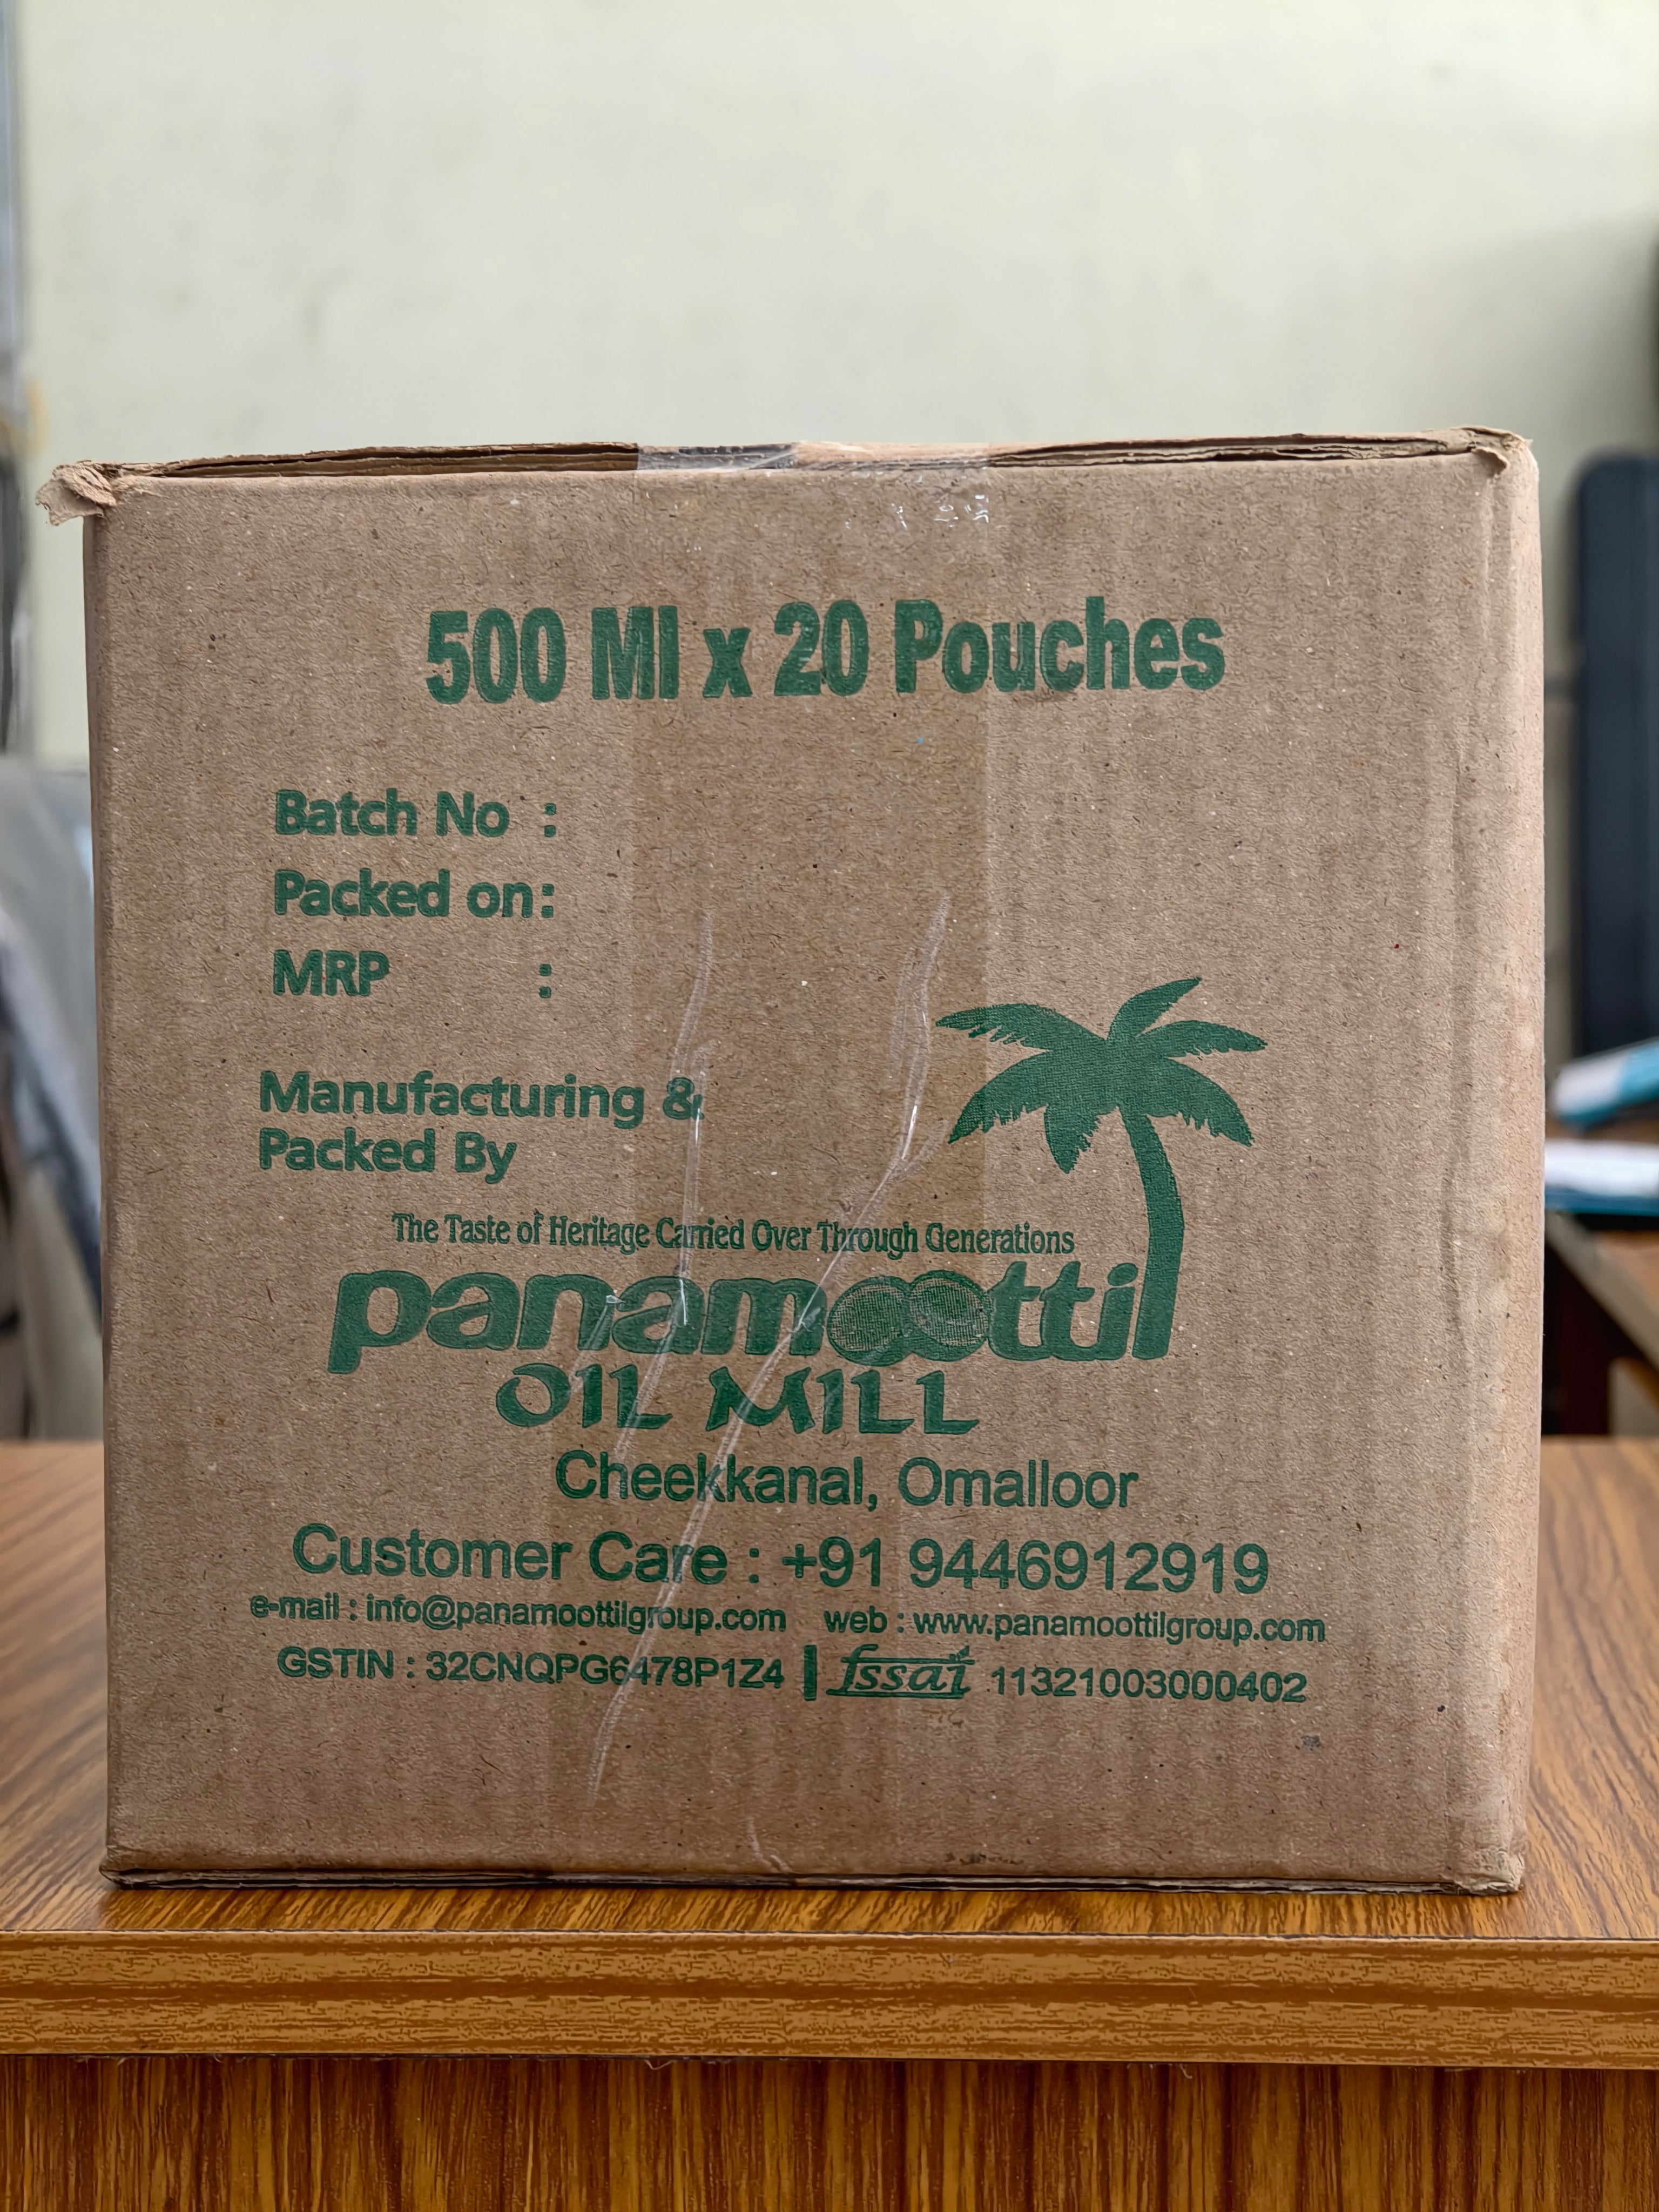 500 Ml x 20 Pouches
Batch No :
Packed on :
MRP :
Manufacturing &
Packed By
The Taste of Heritage Carried Over Through Generations
panamoottil
OIL MILL
Cheekkanal, Omalloor
Customer Care : +91 9446912919
e-mail : info@panamoottilgroup.com web : www.panamoottilgroup.com
GSTIN : 32CNQPG6478P1Z4 | fssai 11321003000402